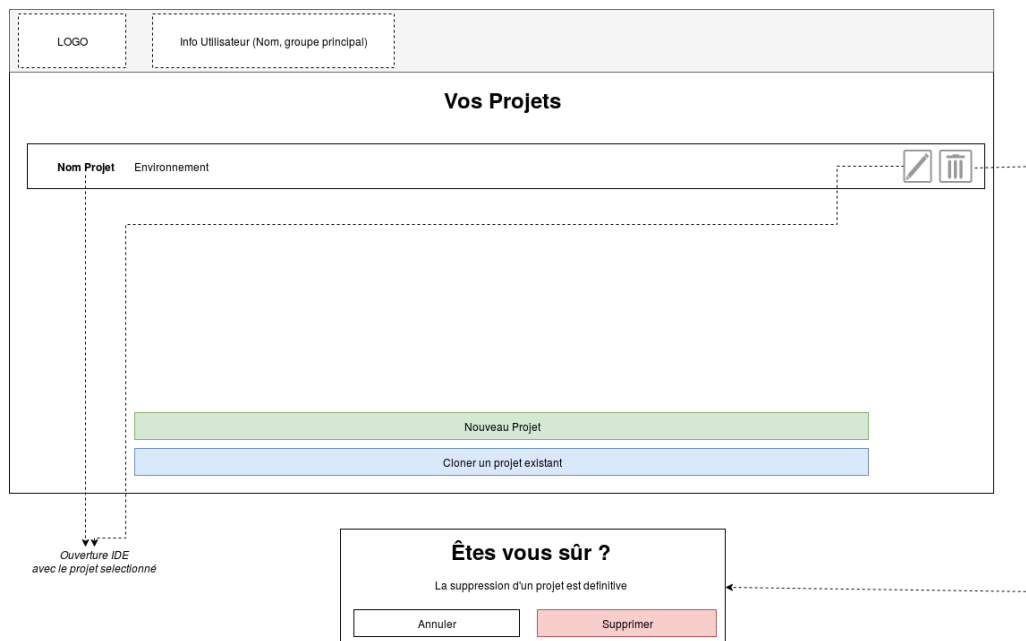 LOGO
Info Utilisateur (Nom, groupe principal)
Vos Projets
Nom Projet
Environnement
Nouveau Projet
Cloner un projet existant
Ouverture IDE
avec le projet selectionné
Êtes vous sûr ?
La suppression d'un projet est definitive
Annuler
Supprimer